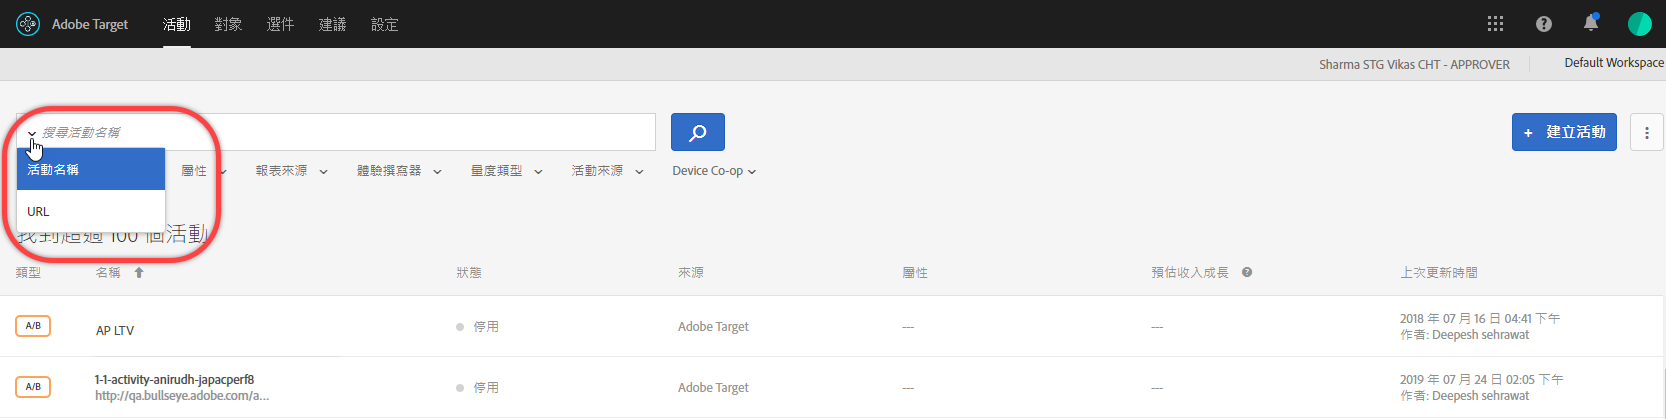 Adobe Target 活動 對象 選件 建議 設定
Sharma STG Vikas CHT - APPROVER Default Workspace
搜尋活動名稱 + 建立活動
活動名稱 屬性 報表來源 體驗撰寫器 量度類型 活動來源 Device Co-op
URL
找到超過 100 個活動
類型 名稱 狀態 來源 屬性 預估收入成長 上次更新時間
A/B AP LTV 停用 Adobe Target --- --- 2018 年 07 月 16 日 04:41 下午
作者: Deepesh sehrawat
A/B 1-1-activity-anirudh-japacperf8 停用 Adobe Target --- --- 2019 年 07 月 24 日 02:05 下午
http://qa.bullseye.adobe.com/a... 作者: Deepesh sehrawat